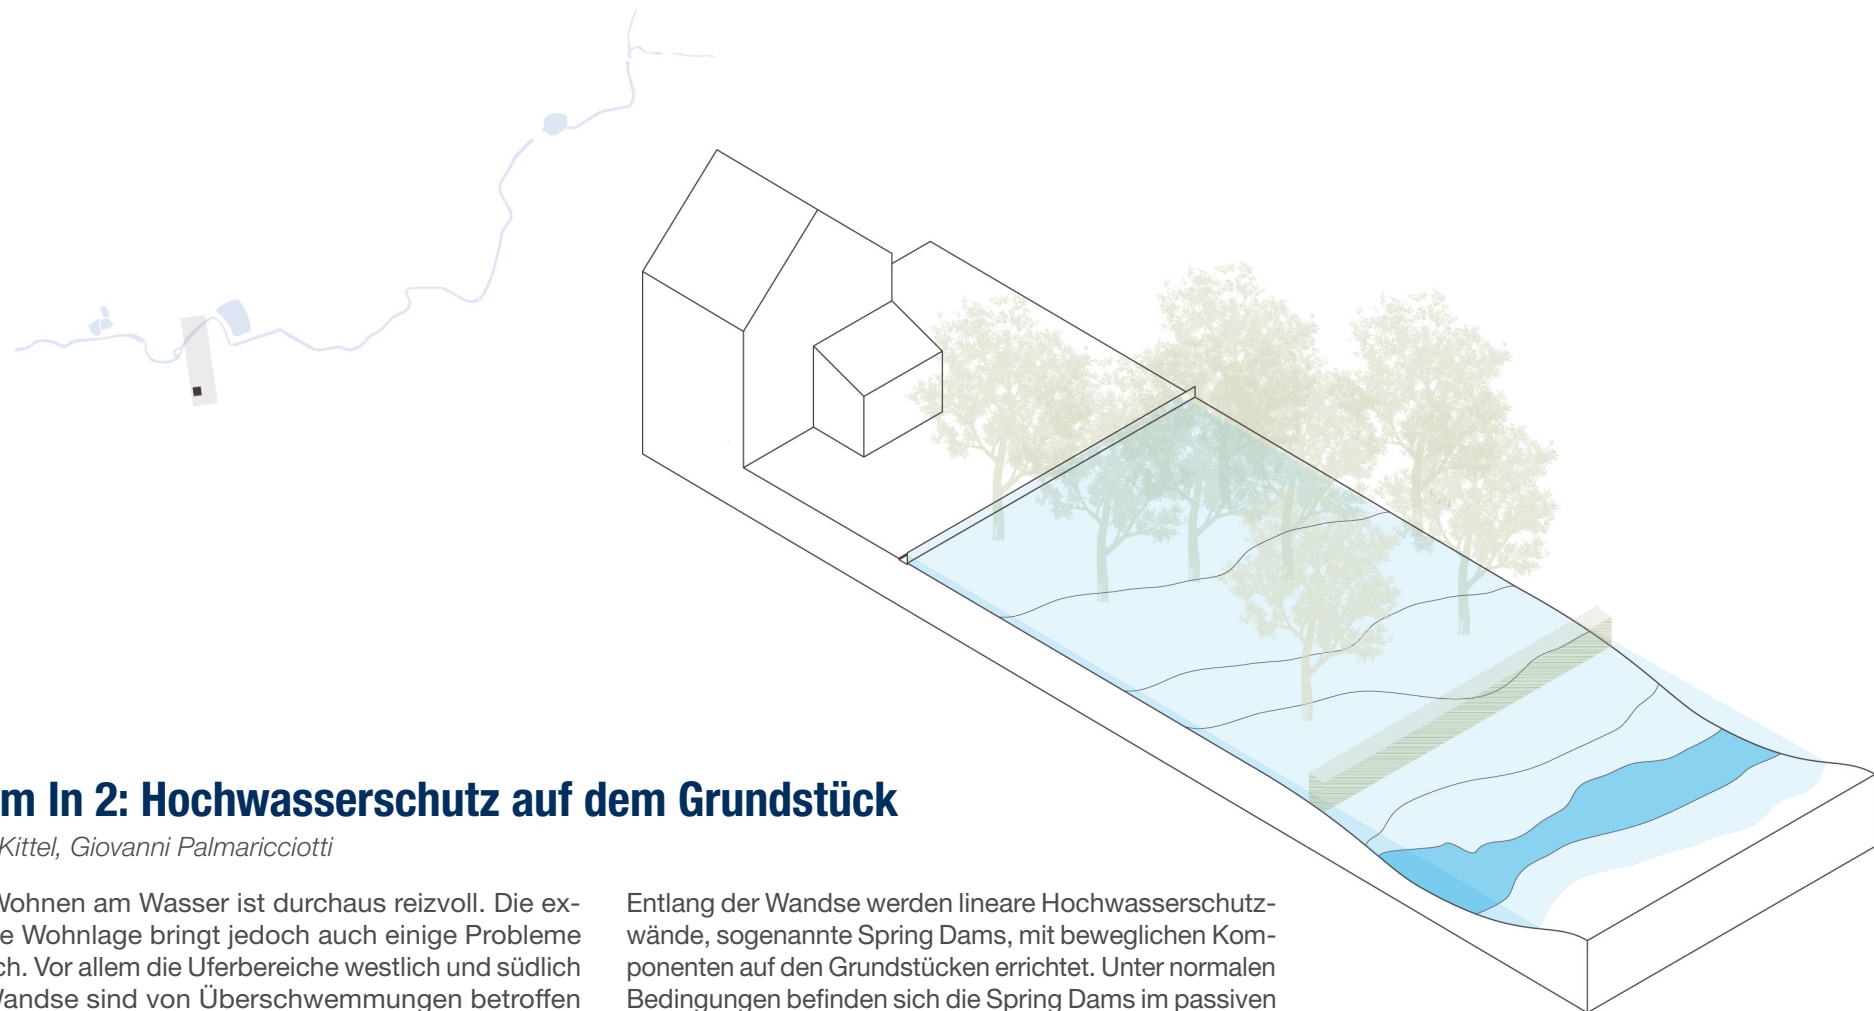 m In 2: Hochwasserschutz auf dem Grundstück
Kittel, Giovanni Palmaricciotti
Wohnen am Wasser ist durchaus reizvoll. Die ex-
e Wohnlage bringt jedoch auch einige Probleme
ch. Vor allem die Uferbereiche westlich und südlich
Wandse sind von Überschwemmungen betroffen
Entlang der Wandse werden lineare Hochwasserschutz-
wände, sogenannte Spring Dams, mit beweglichen Kom-
ponenten auf den Grundstücken errichtet. Unter normalen
Bedingungen befinden sich die Spring Dams im passiven